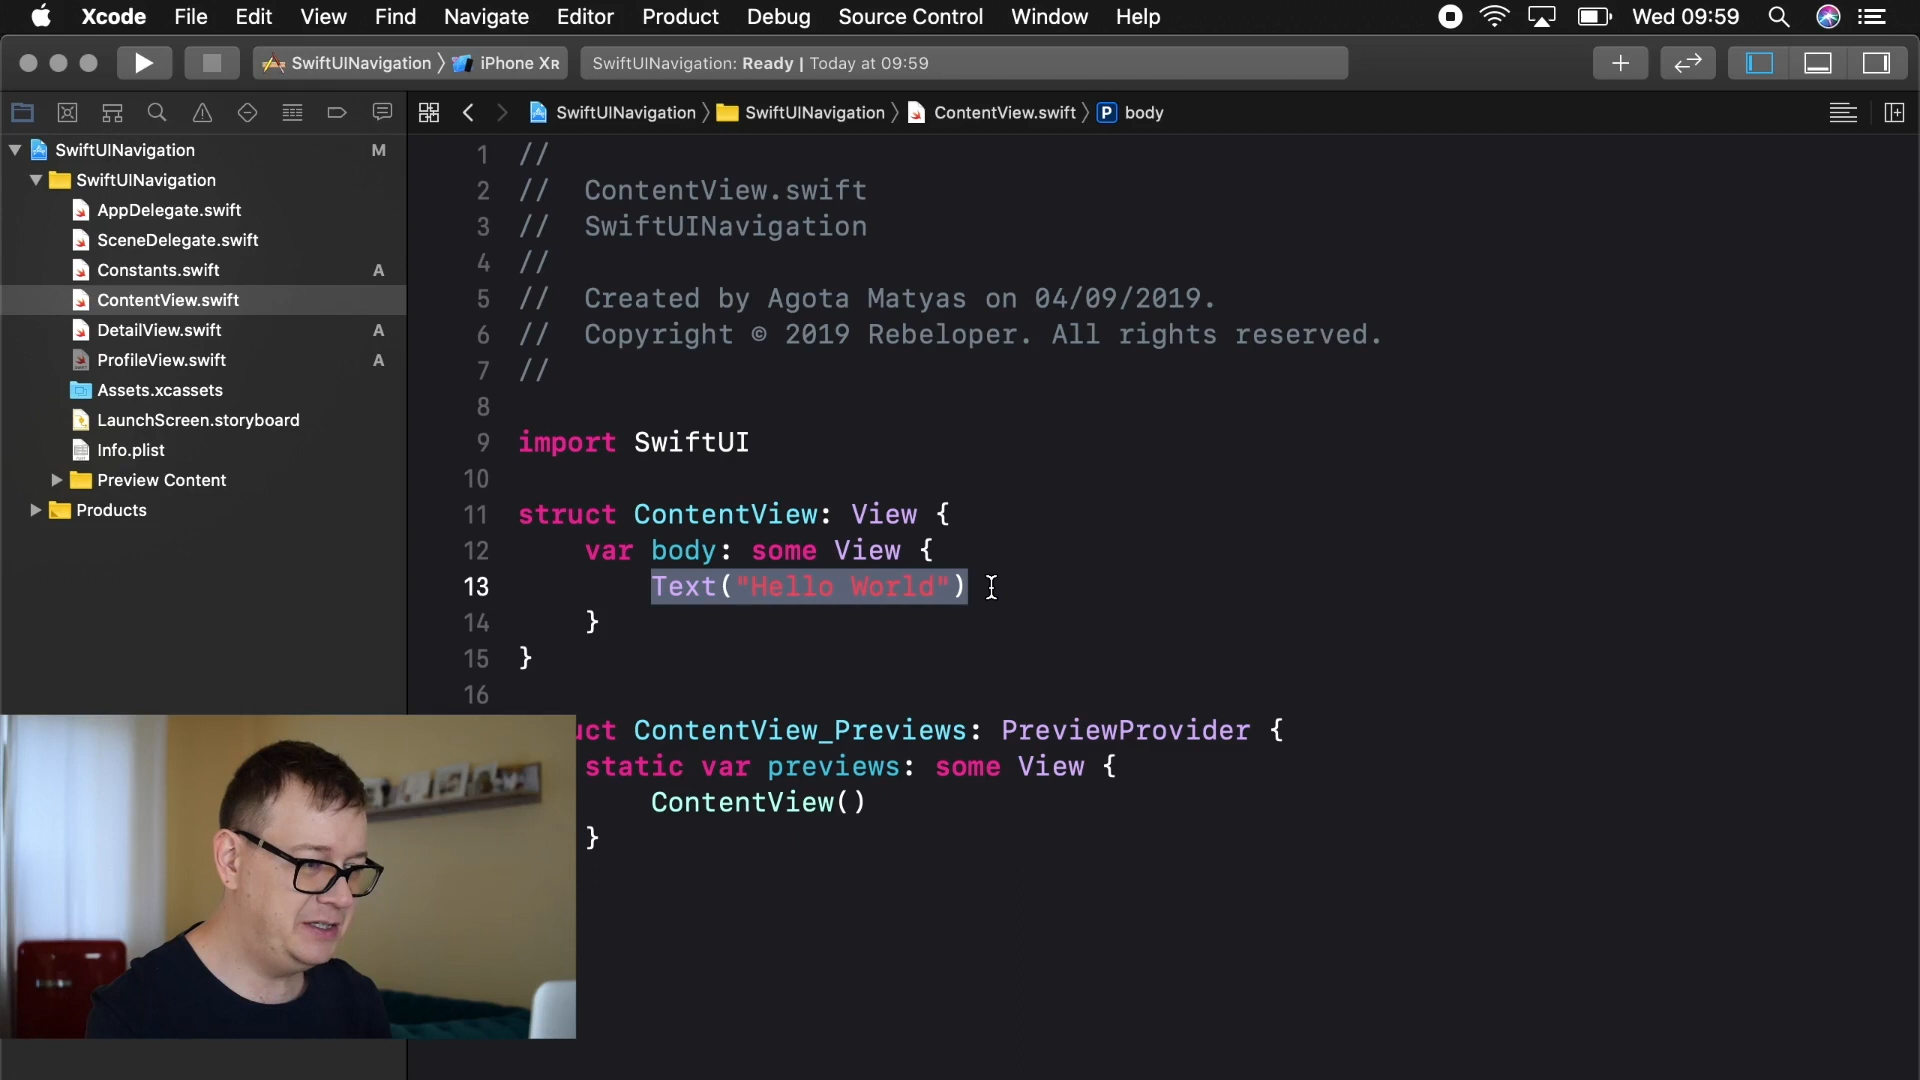 Xcode File Edit View Find Navigate Editor Product Debug Source Control Window Help Wed 09:59
SwiftUINavigation iPhone XR SwiftUINavigation: Ready | Today at 09:59
SwiftUINavigation SwiftUINavigation ContentView.swift P body
SwiftUINavigation M
SwiftUINavigation
AppDelegate.swift
SceneDelegate.swift
Constants.swift A
ContentView.swift
DetailView.swift A
ProfileView.swift A
Assets.xcassets
LaunchScreen.storyboard
Info.plist
Preview Content
Products
1 //
2 // ContentView.swift
3 // SwiftUINavigation
4 //
5 // Created by Agota Matyas on 04/09/2019.
6 // Copyright © 2019 Rebeloper. All rights reserved.
7 //
8
9 import SwiftUI
10
11 struct ContentView: View {
12 var body: some View {
13 Text("Hello World")
14 }
15 }
16
uct ContentView_Previews: PreviewProvider {
static var previews: some View {
ContentView()
}